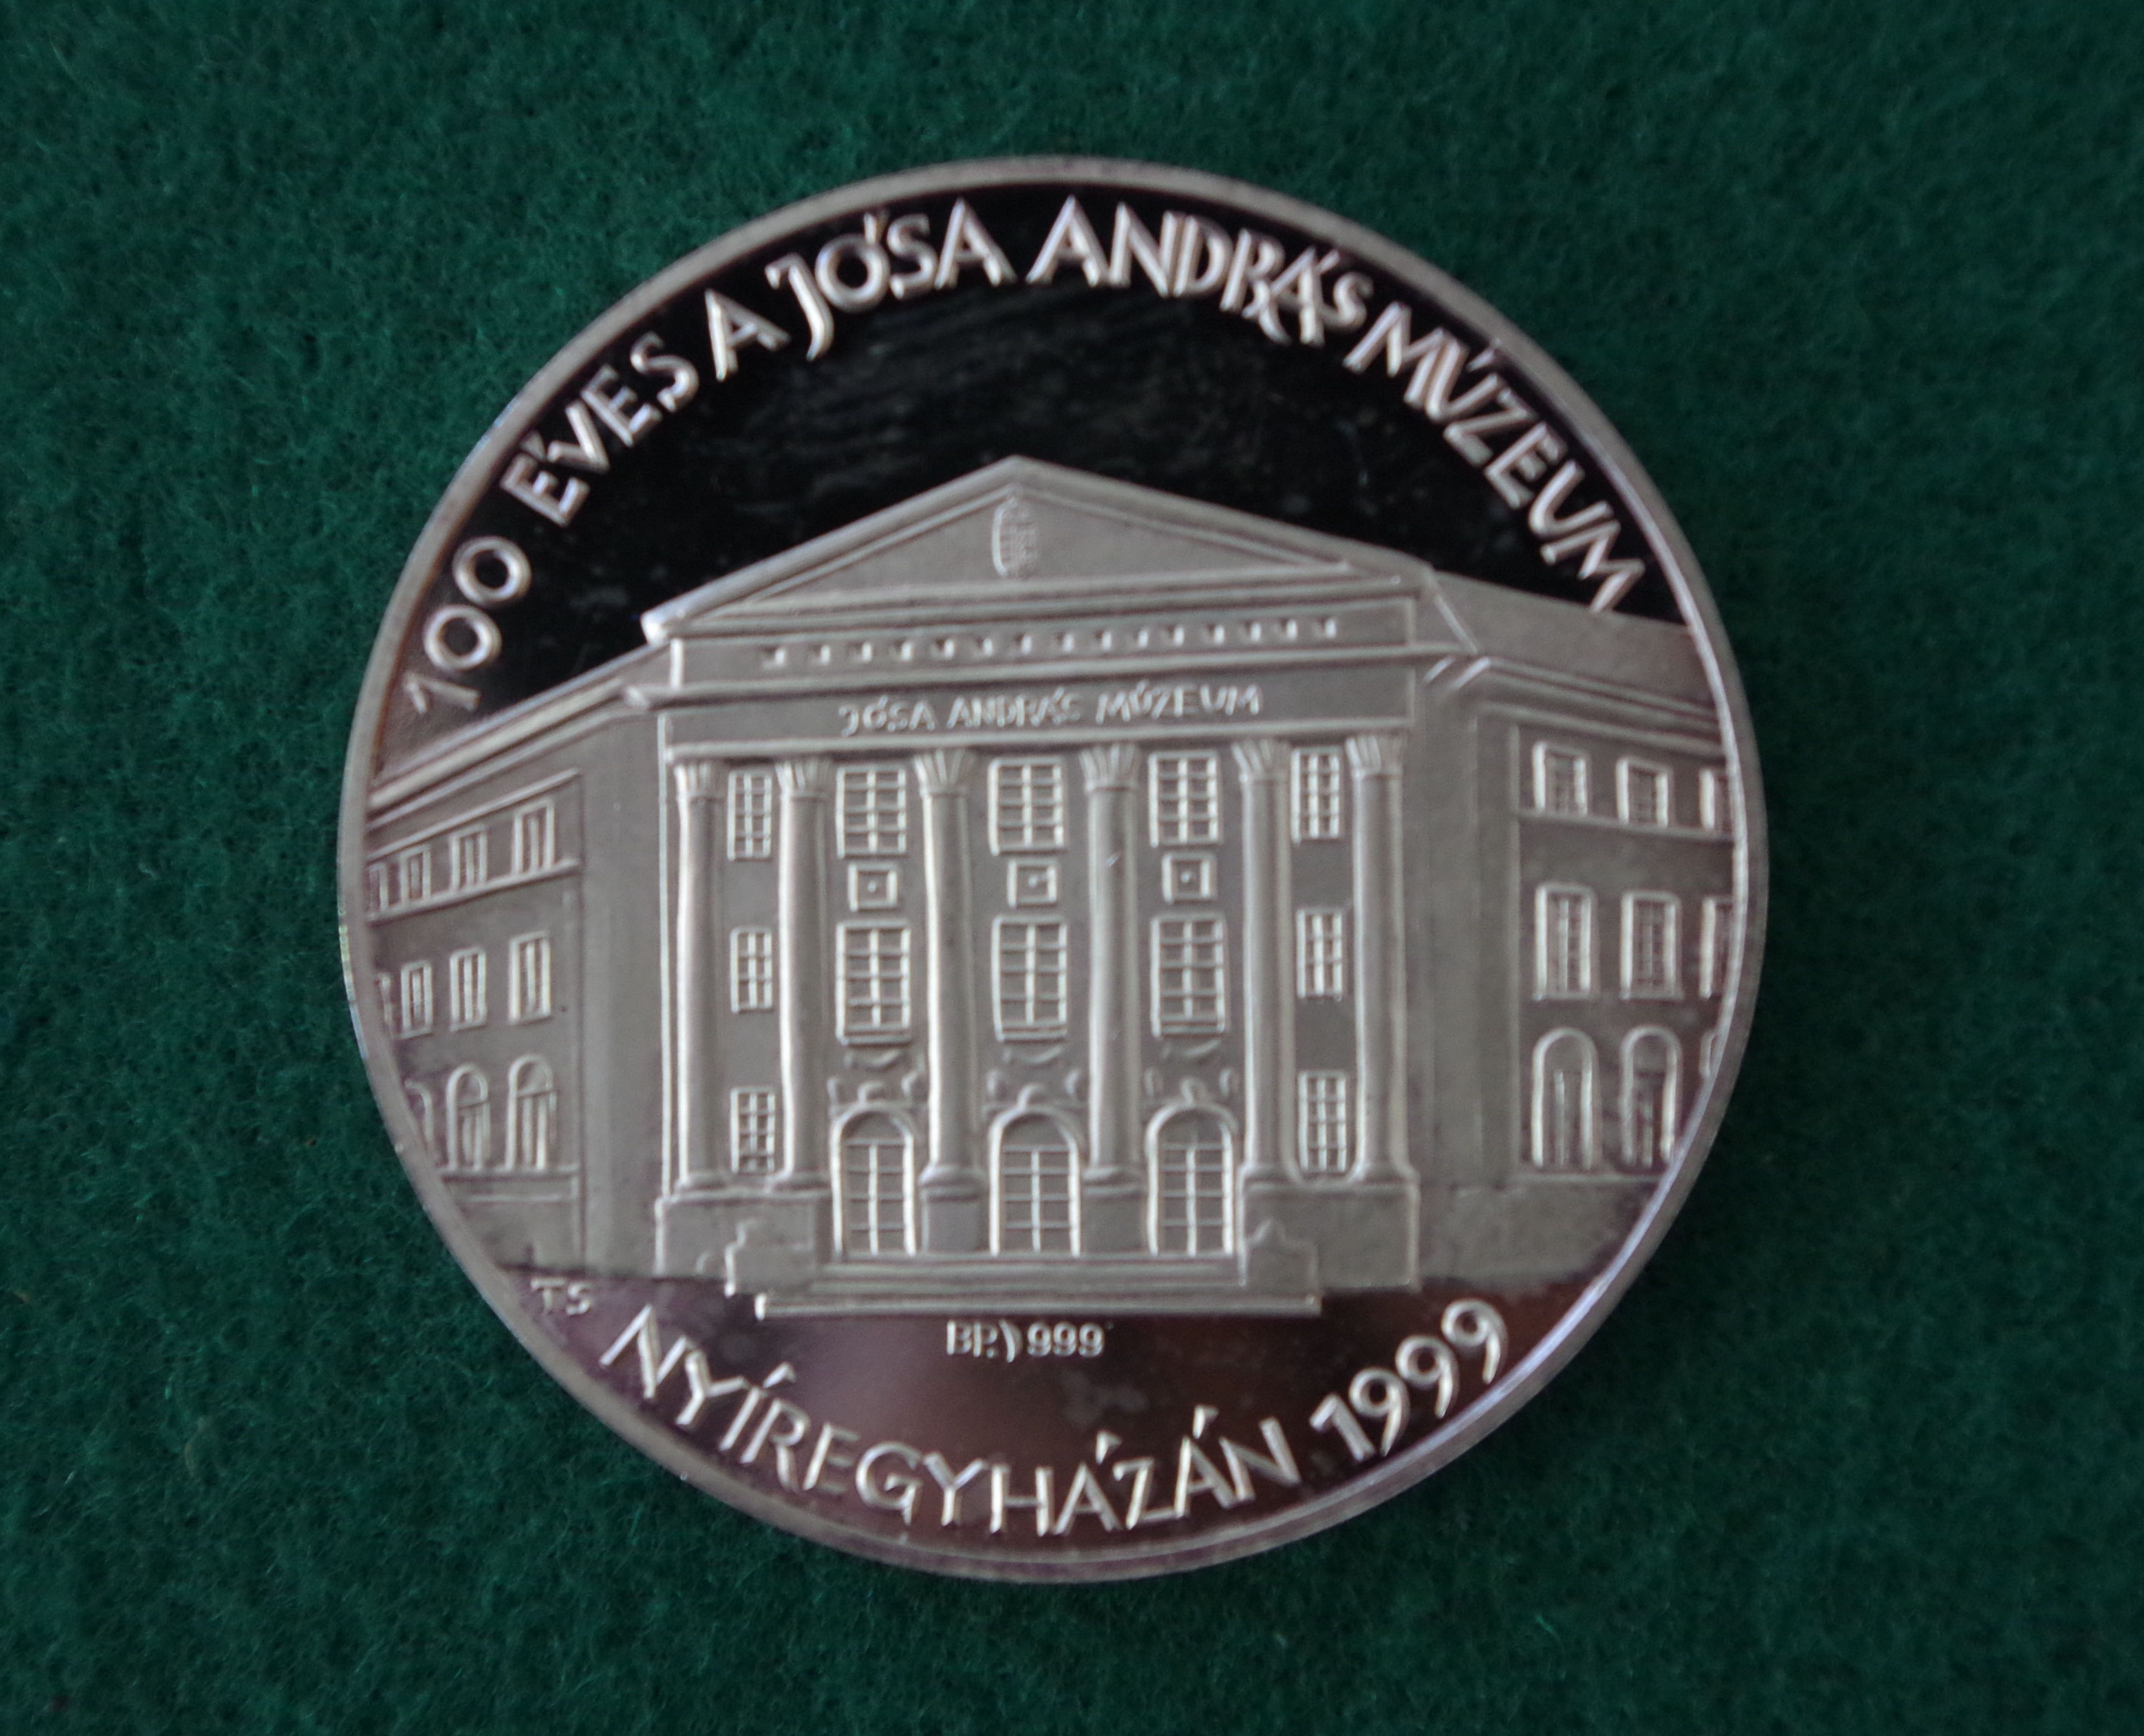 100 ÉVES A JÓSA ANDRÁS MÚZEUM
JÓSA ANDRÁS MÚZEUM
TS
BP.) 999
NYÍREGYHÁZÁN 1999